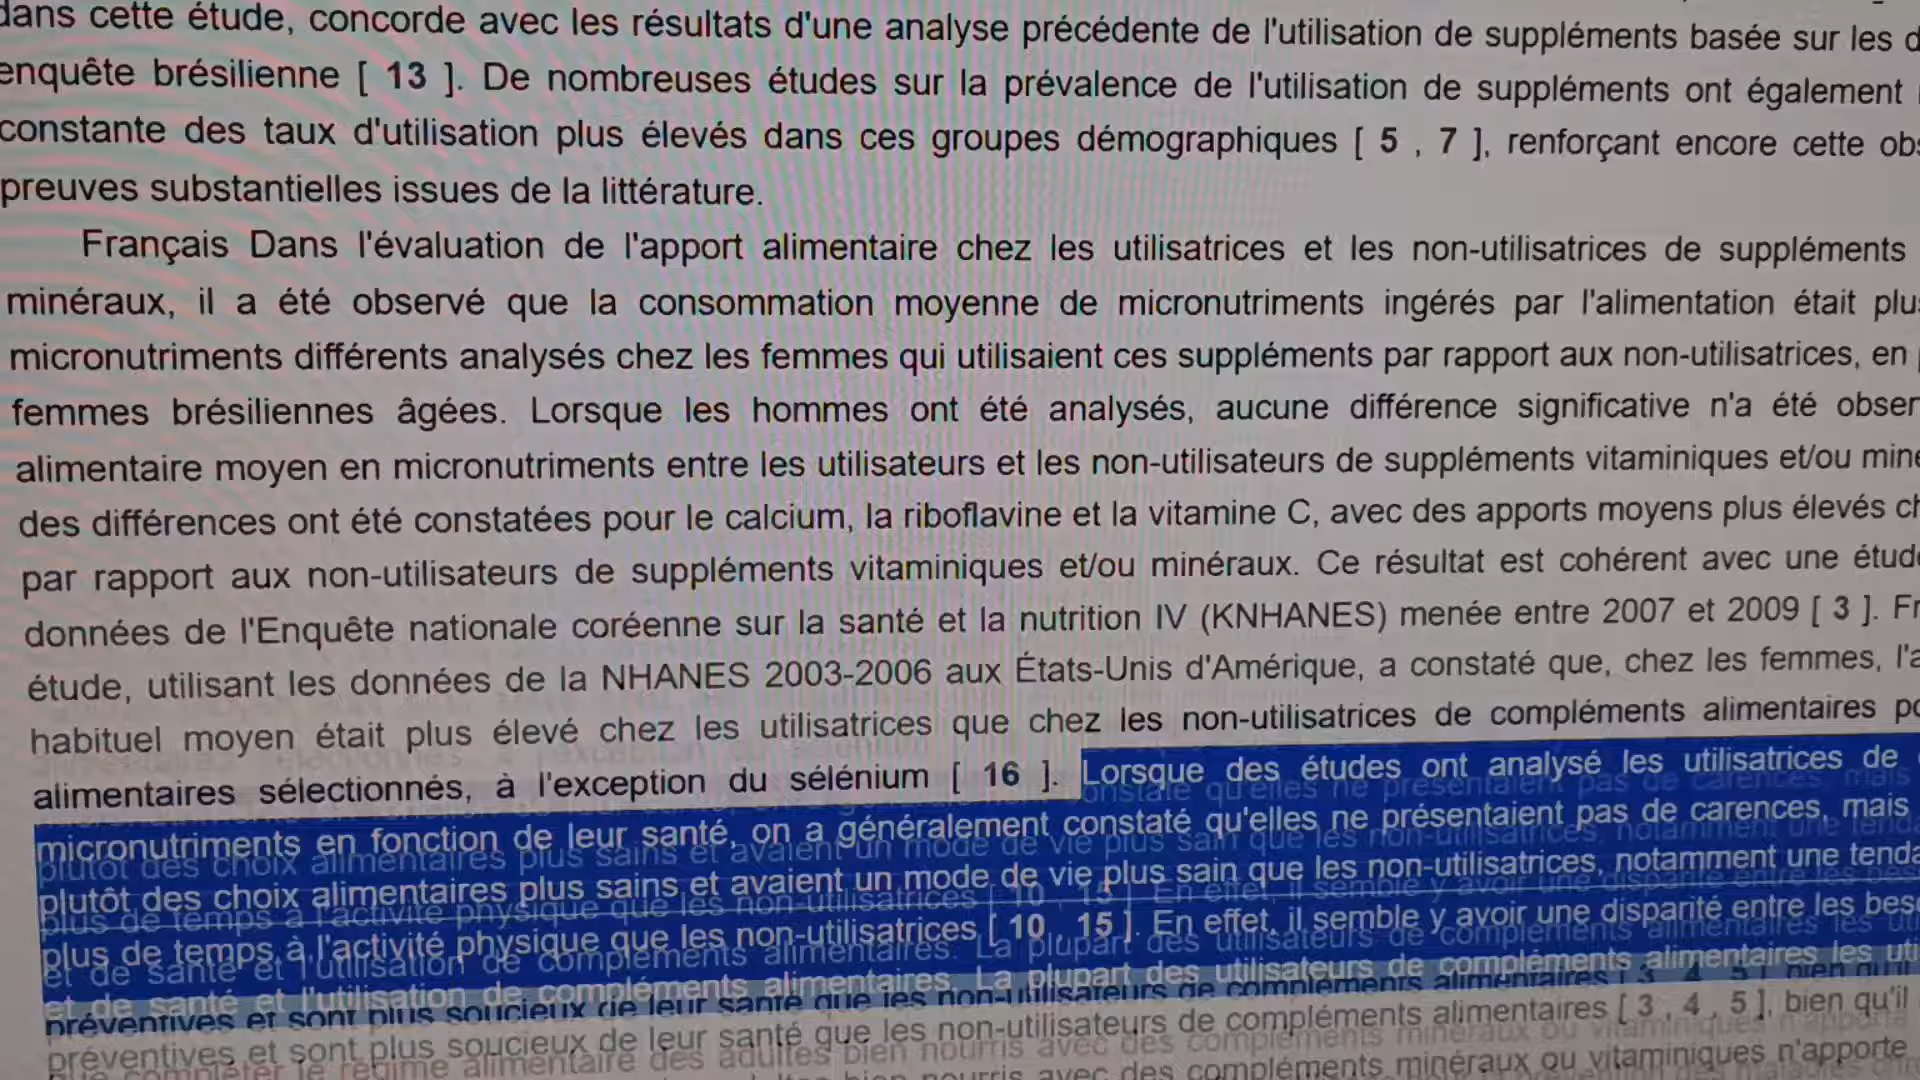 dans cette étude, concorde avec les résultats d'une analyse précédente de l'utilisation de suppléments basée sur les
enquête brésilienne [ 13 ]. De nombreuses études sur la prévalence de l'utilisation de suppléments ont également
constante des taux d'utilisation plus élevés dans ces groupes démographiques [ 5 , 7 ], renforçant encore cette
preuves substantielles issues de la littérature.
Français Dans l'évaluation de l'apport alimentaire chez les utilisatrices et les non-utilisatrices de suppléments
minéraux, il a été observé que la consommation moyenne de micronutriments ingérés par l'alimentation était
micronutriments différents analysés chez les femmes qui utilisaient ces suppléments par rapport aux non-utilisatrices, en
femmes brésiliennes âgées. Lorsque les hommes ont été analysés, aucune différence significative n'a été
alimentaire moyen en micronutriments entre les utilisateurs et les non-utilisateurs de suppléments vitaminiques et/ou
des différences ont été constatées pour le calcium, la riboflavine et la vitamine C, avec des apports moyens plus élevés
par rapport aux non-utilisateurs de suppléments vitaminiques et/ou minéraux. Ce résultat est cohérent avec une
données de l'Enquête nationale coréenne sur la santé et la nutrition IV (KNHANES) menée entre 2007 et 2009 [ 3 ].
étude, utilisant les données de la NHANES 2003-2006 aux États-Unis d'Amérique, a constaté que, chez les femmes,
habituel moyen était plus élevé chez les utilisatrices que chez les non-utilisatrices de compléments alimentaires
alimentaires sélectionnés, à l'exception du sélénium [ 16 ]. Lorsque des études ont analysé les utilisatrices de
micronutriments en fonction de leur santé, on a généralement constaté qu'elles ne présentaient pas de carences, mais
plutôt des choix alimentaires plus sains et avaient un mode de vie plus sain que les non-utilisatrices, notamment une
plus de temps à l'activité physique que les non-utilisatrices [ 10 , 15 ]. En effet, il semble y avoir une disparité entre les
et de santé et l'utilisation de compléments alimentaires. La plupart des utilisateurs de compléments alimentaires les
préventives et sont plus soucieux de leur santé que les non-utilisateurs de compléments alimentaires [ 3 , 4 , 5 ], bien qu'il
des compléments minéraux ou vitaminiques n'apporte